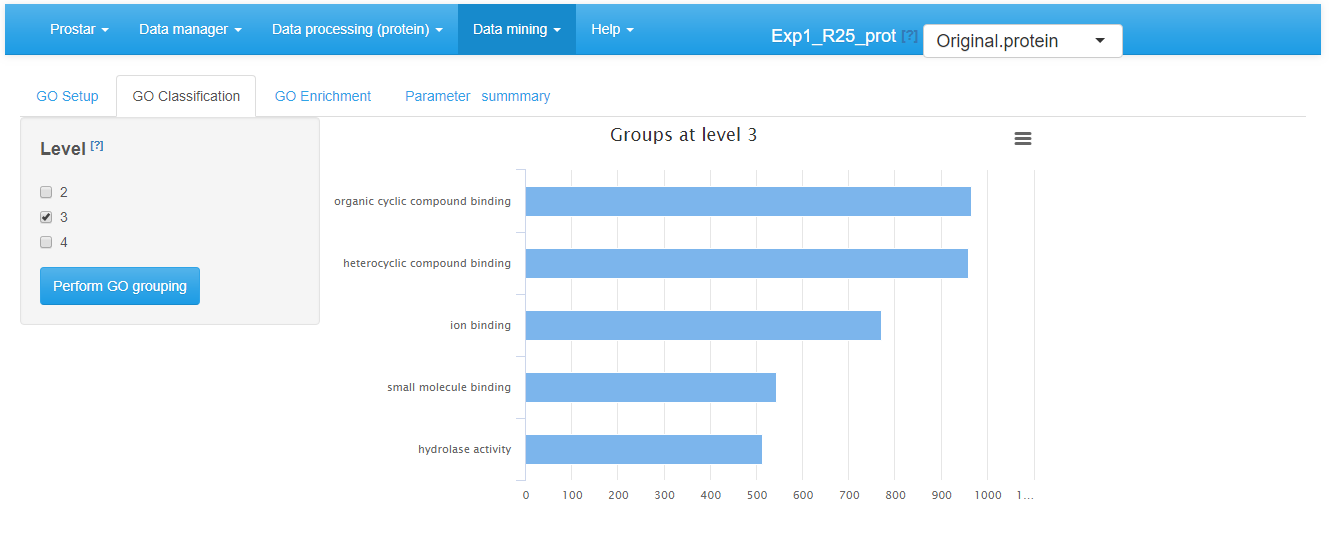 Prostar Data manager Data processing (protein) Data mining Help Exp1_R25_prot [?] Original.protein
GO Setup GO Classification GO Enrichment Parameter summmary
Level [?]
2
3
4
Perform GO grouping
Groups at level 3
organic cyclic compound binding
heterocyclic compound binding
ion binding
small molecule binding
hydrolase activity
0 100 200 300 400 500 600 700 800 900 1000 1...